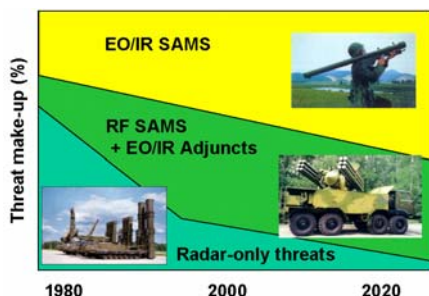 Threat make-up (%)
EO/IR SAMS
RF SAMS
+ EO/IR Adjuncts
Radar-only threats
1980
2000
2020